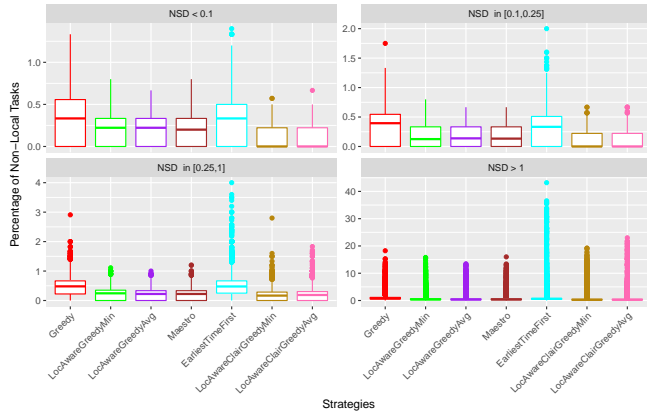 NSD < 0.1
NSD in [0.1,0.25]
1.0
0.5
0.0
2.0
1.5
1.0
0.5
0.0
Percentage of Non−Local Tasks
NSD in [0.25,1]
NSD > 1
4
3
2
1
0
40
30
20
10
0
Greedy
LocAwareGreedyMin
LocAwareGreedyAvg
Maestro
EarliestTimeFirst
LocAwareClairGreedyMin
LocAwareClairGreedyAvg
Greedy
LocAwareGreedyMin
LocAwareGreedyAvg
Maestro
EarliestTimeFirst
LocAwareClairGreedyMin
LocAwareClairGreedyAvg
Strategies